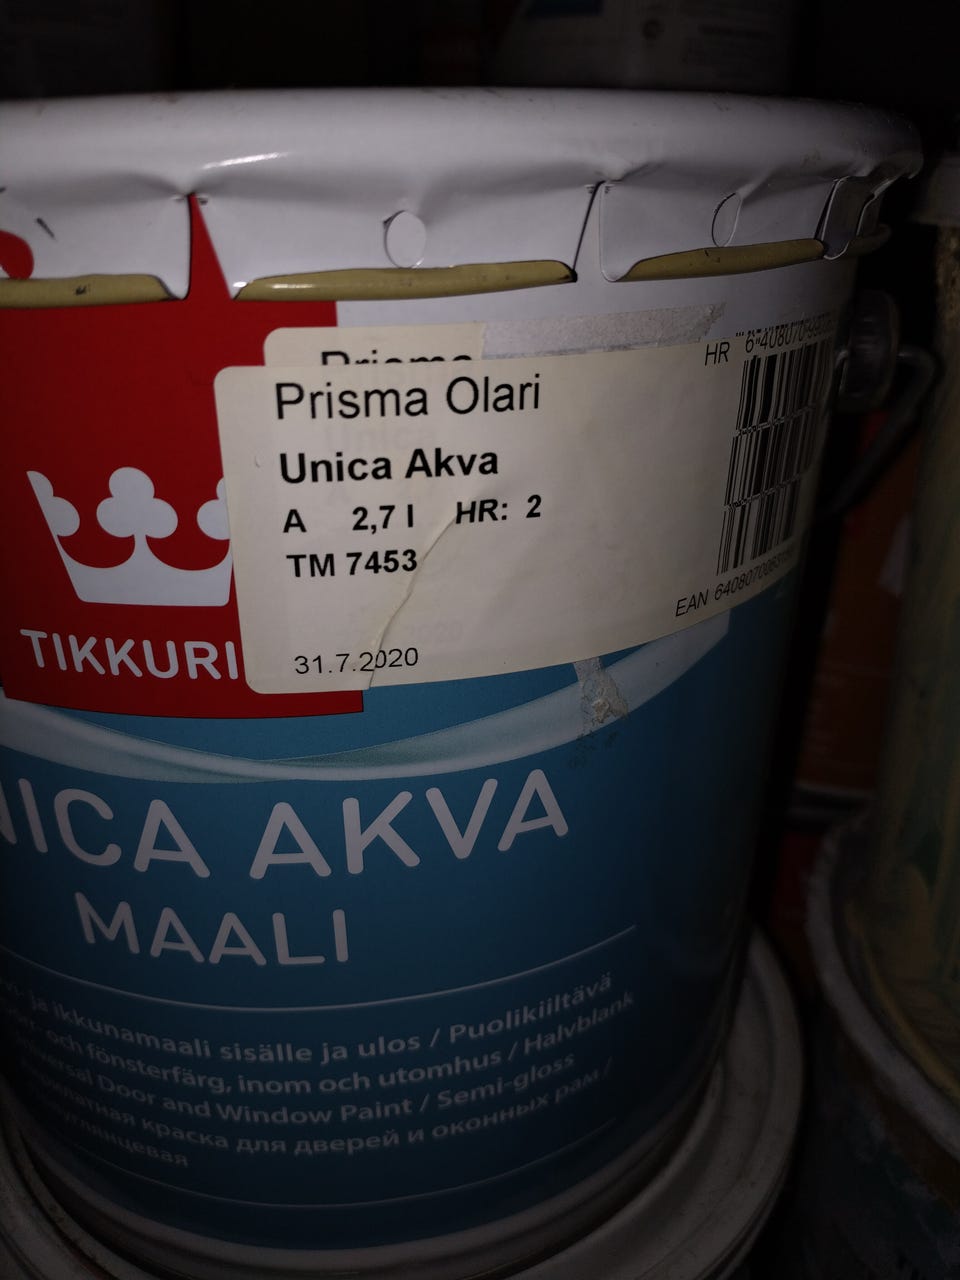 Prisma
Prisma Olari
Unica Akva
A 2,7 l HR: 2
TM 7453
31.7.2020
HR
EAN
TIKKURI
AKVA
MAALI
ja ikkunamaali sisälle ja ulos / Puolikiiltävä
och fönsterfärg, inom och utomhus / Halvblank
Door and Window Paint / Semi-gloss
краска для дверей и оконных рам /